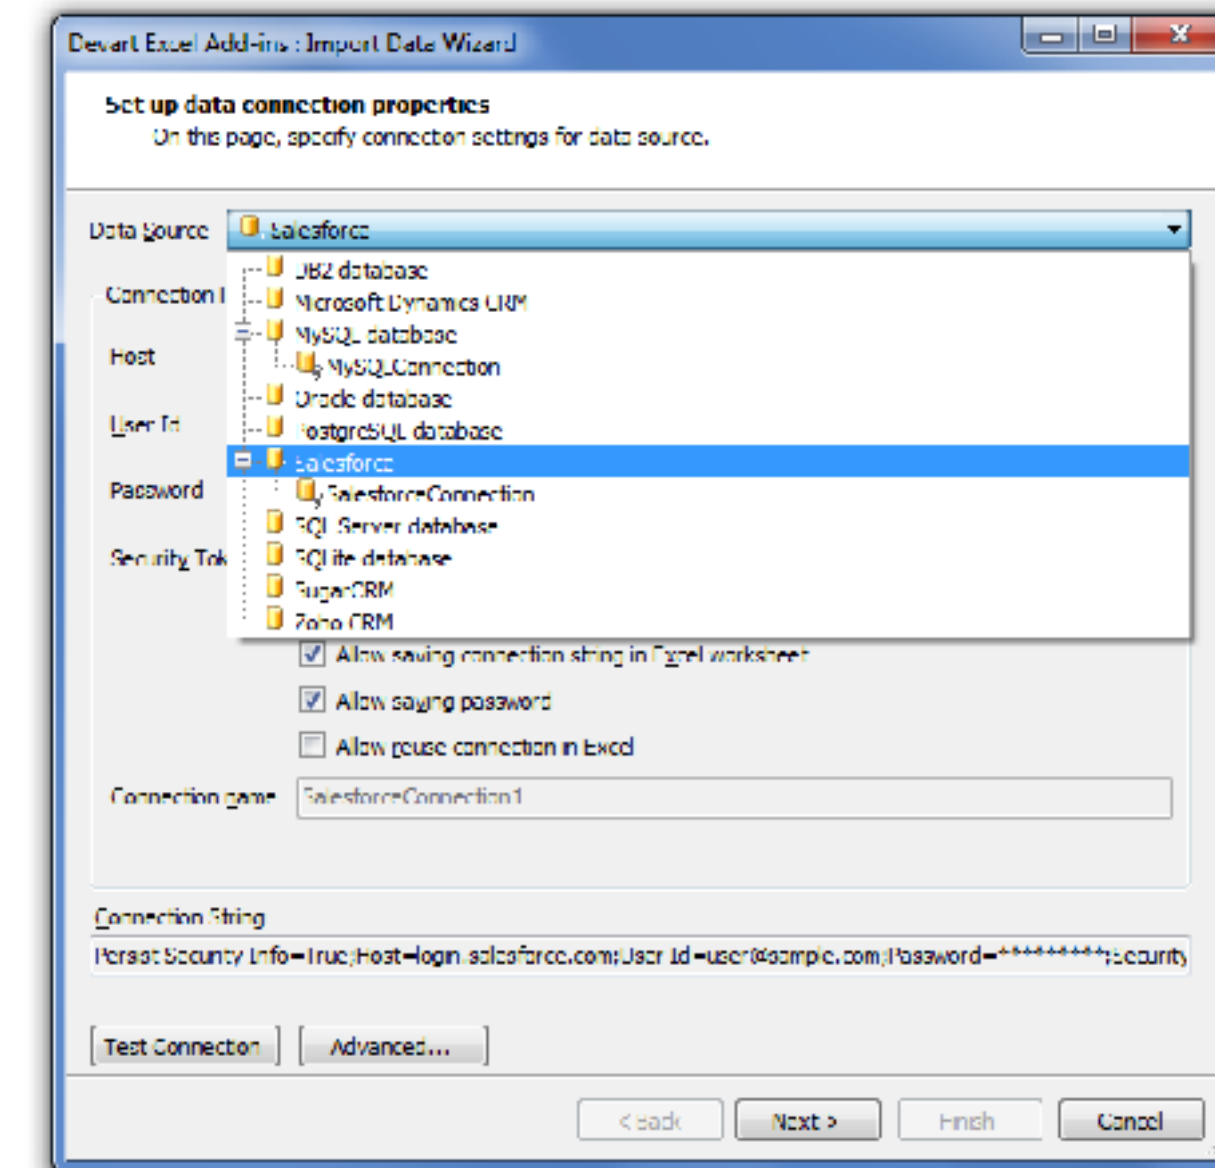 Devart Excel Add-ins : Import Data Wizard
Set up data connection properties
On this page, specify connection settings for data source.
Data Source Salesforce
DB2 database
Microsoft Dynamics CRM
MySQL database
MySQLConnection
Oracle database
PostgreSQL database
Salesforce
SalesforceConnection
SQL Server database
SQLite database
SugarCRM
Zoho CRM
Connection
Host
User Id
Password
Security Tok
Allow saving connection string in Excel worksheet
Allow saving password
Allow reuse connection in Excel
Connection name SalesforceConnection1
Connection String
Persist Security Info=True;Host=login.salesforce.com;User Id=user@sample.com;Password=*********;Security
Test Connection Advanced...
< Back Next > Finish Cancel